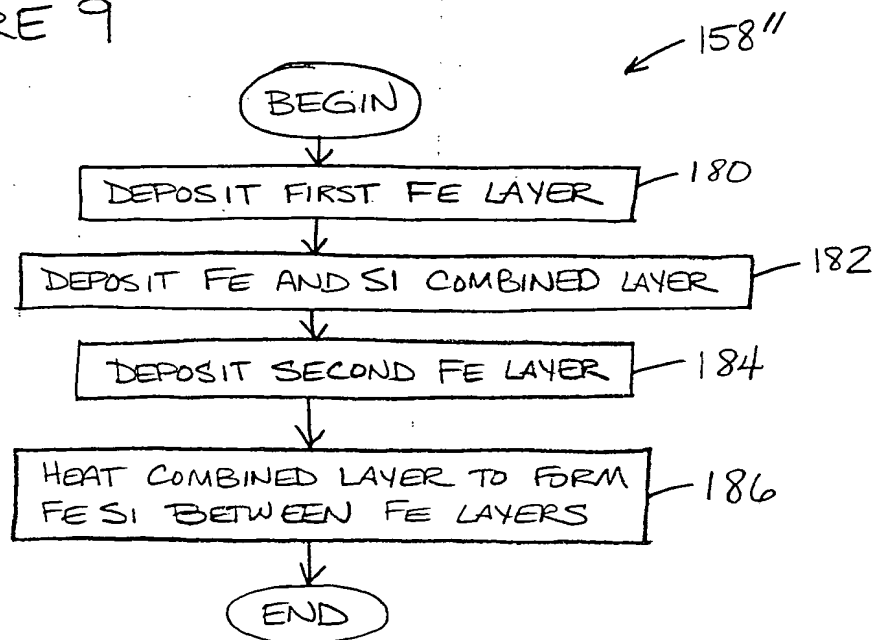 RE 9
158"
BEGIN
DEPOSIT FIRST FE LAYER
180
DEPOSIT FE AND SI COMBINED LAYER
182
DEPOSIT SECOND FE LAYER
184
HEAT COMBINED LAYER TO FORM
FE SI BETWEEN FE LAYERS
186
END